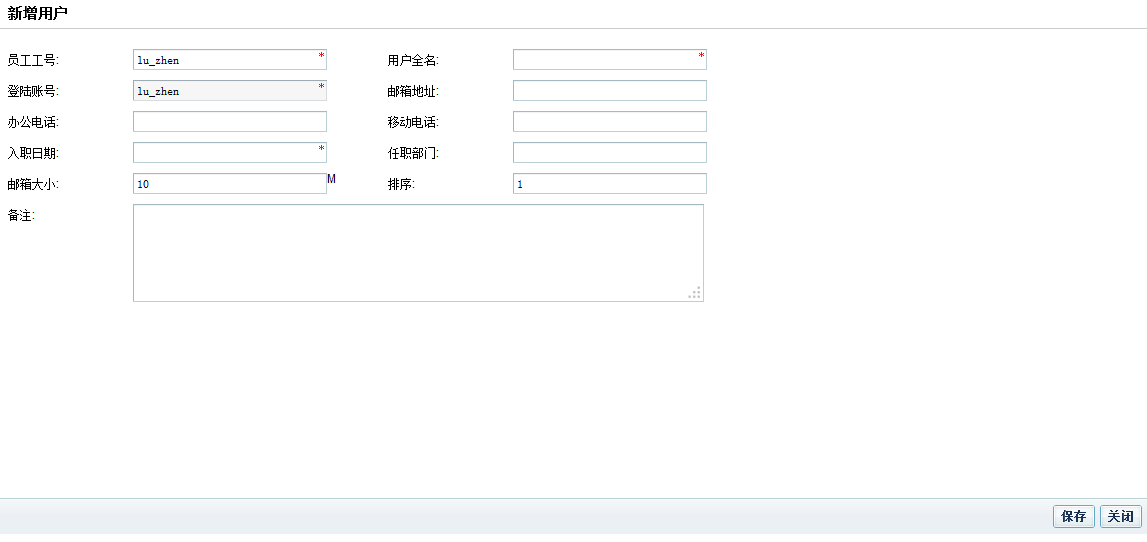 新增用户
员工工号: lu_zhen * 用户全名: *
登陆账号: lu_zhen * 邮箱地址:
办公电话: 移动电话:
入职日期: * 任职部门:
邮箱大小: 10 M 排序: 1
备注:
保存 关闭